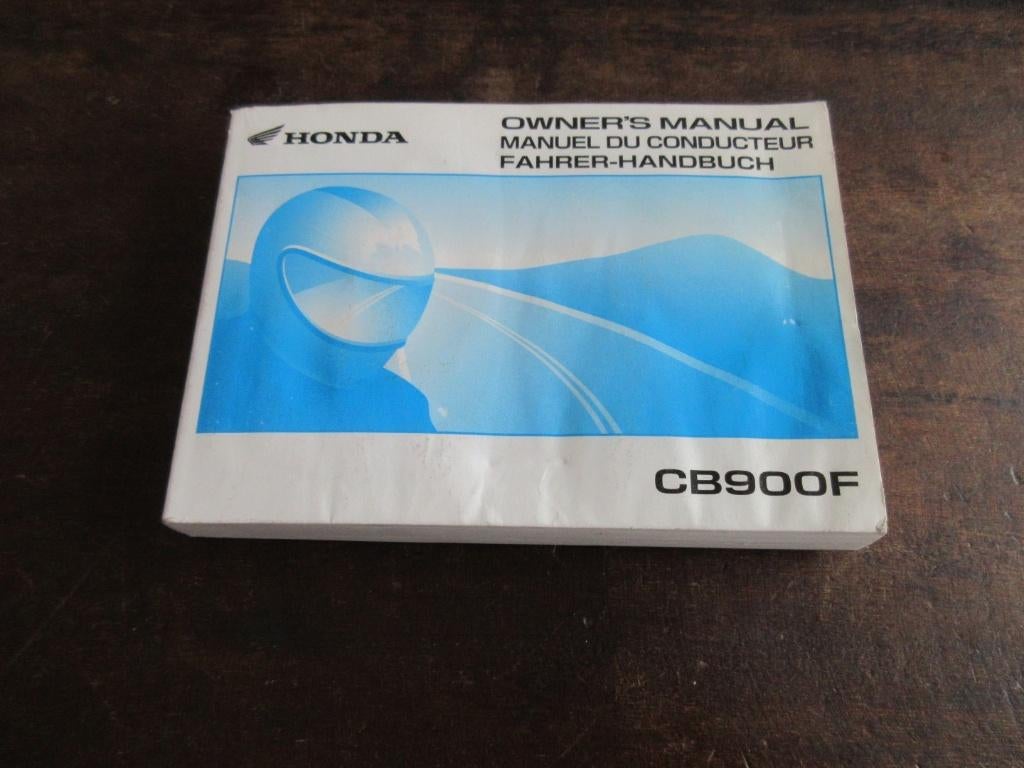 HONDA
OWNER'S MANUAL
MANUEL DU CONDUCTEUR
FAHRER-HANDBUCH
CB900F